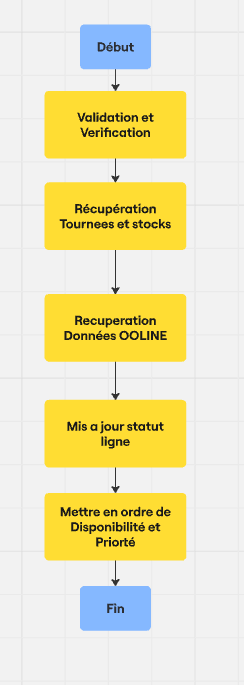 Début
Validation et
Verification
Récupération
Tournees et stocks
Recuperation
Données OOLINE
Mis a jour statut
ligne
Mettre en ordre de
Disponibilité et
Priorté
Fin